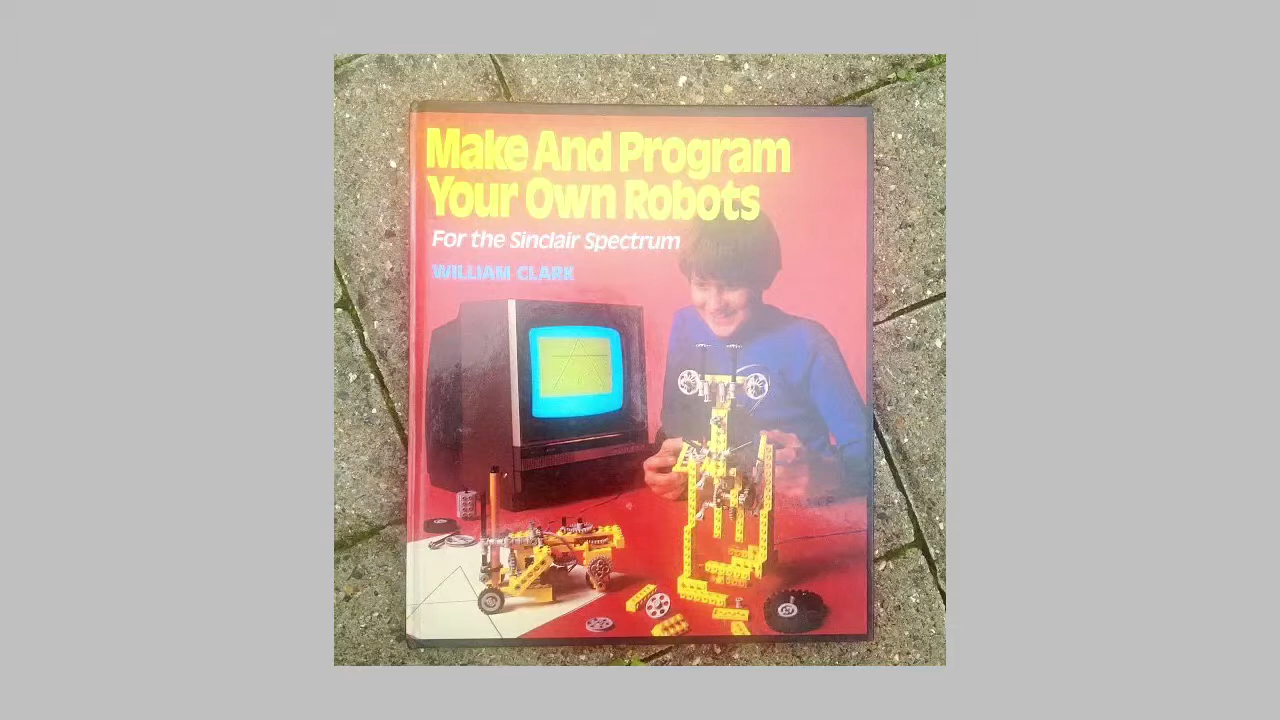 Make And Program
Your Own Robots
For the Sinclair Spectrum
WILLIAM CLARK